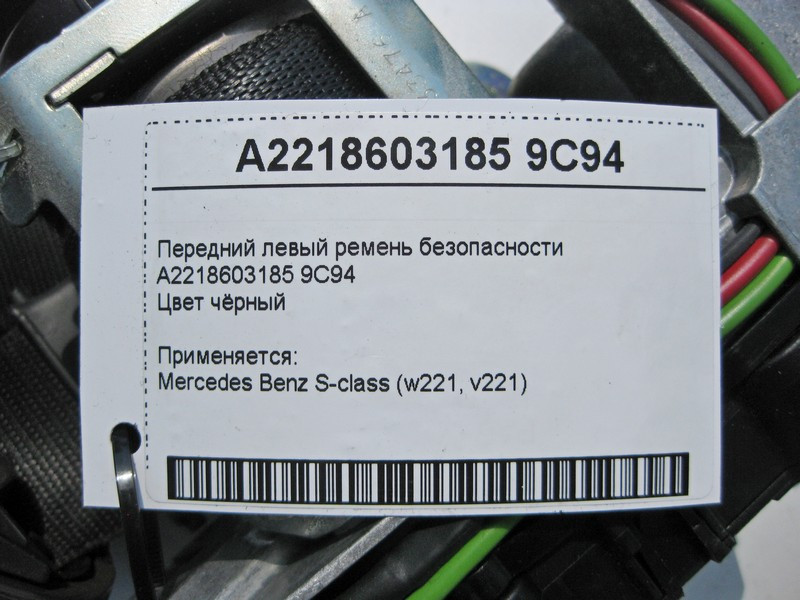 A2218603185 9C94
Передний левый ремень безопасности
A2218603185 9C94
Цвет чёрный
Применяется:
Mercedes Benz S-class (w221, v221)